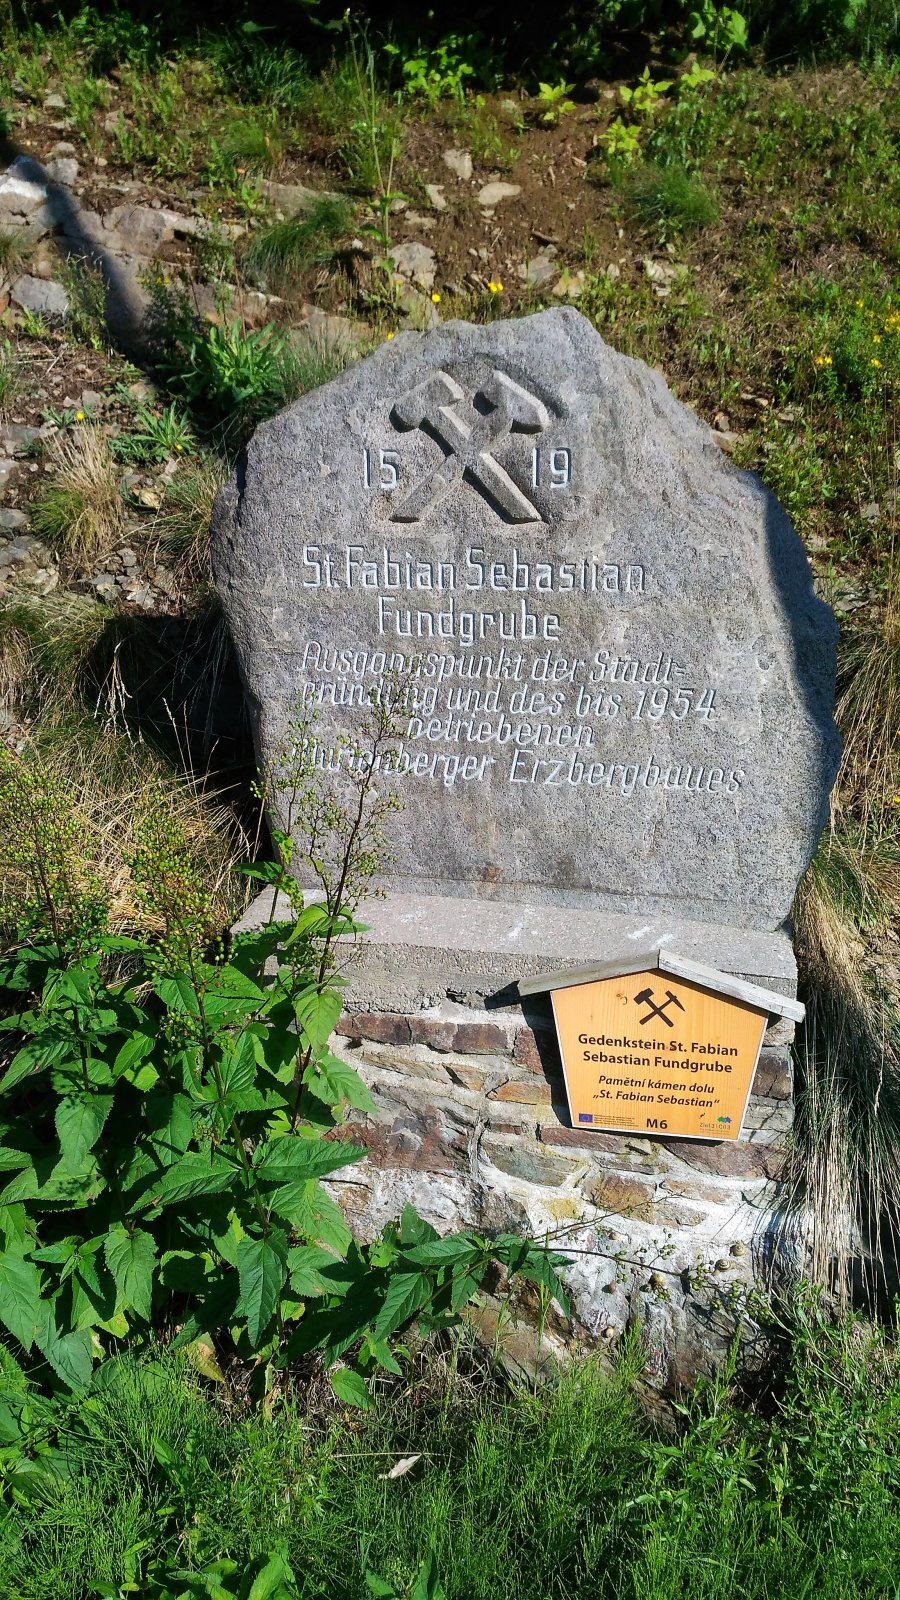 15 19
St. Fabian Sebastian
Fundgrube
Ausgangspunkt der Stadt-
gründung und des bis 1954
betriebenen
Marienberger Erzbergbaues
Gedenkstein St. Fabian
Sebastian Fundgrube
Pamětní kámen dolu
„St. Fabian Sebastian“
M6